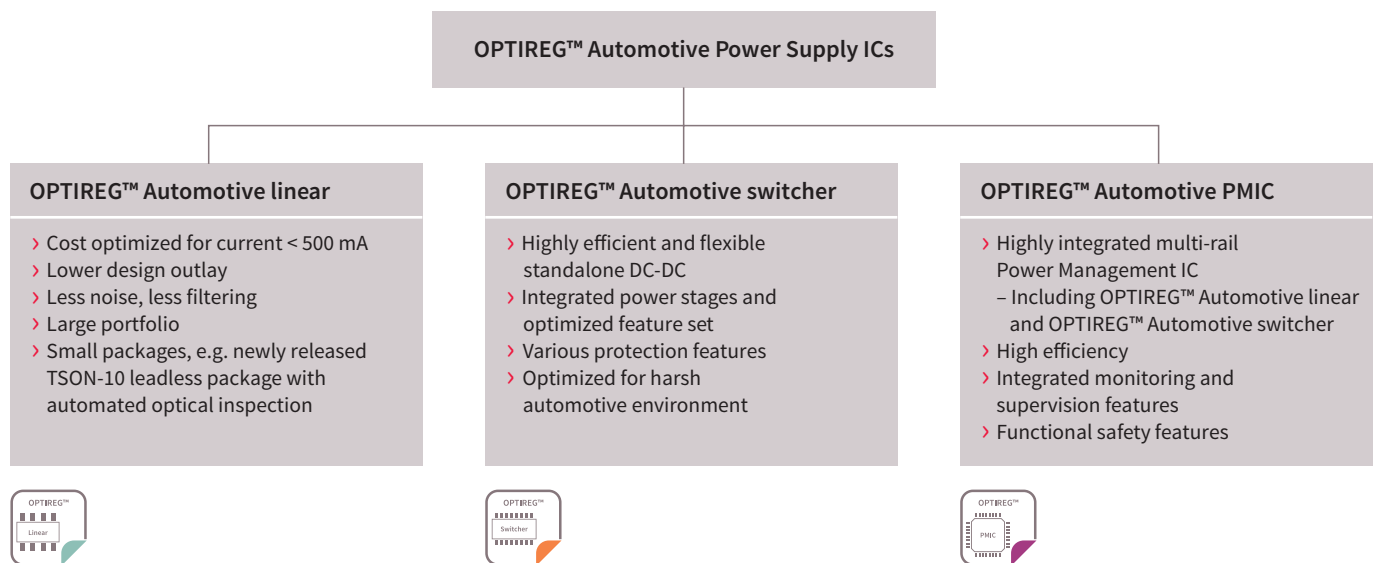 OPTIREG™ Automotive Power Supply ICs
OPTIREG™ Automotive linear
› Cost optimized for current < 500 mA
› Lower design outlay
› Less noise, less filtering
› Large portfolio
› Small packages, e.g. newly released
TSON-10 leadless package with
automated optical inspection
OPTIREG™ Automotive switcher
› Highly efficient and flexible
standalone DC-DC
› Integrated power stages and
optimized feature set
› Various protection features
› Optimized for harsh
automotive environment
OPTIREG™ Automotive PMIC
› Highly integrated multi-rail
Power Management IC
– Including OPTIREG™ Automotive linear
and OPTIREG™ Automotive switcher
› High efficiency
› Integrated monitoring and
supervision features
› Functional safety features
OPTIREG™
Linear
OPTIREG™
Switcher
OPTIREG™
PMIC